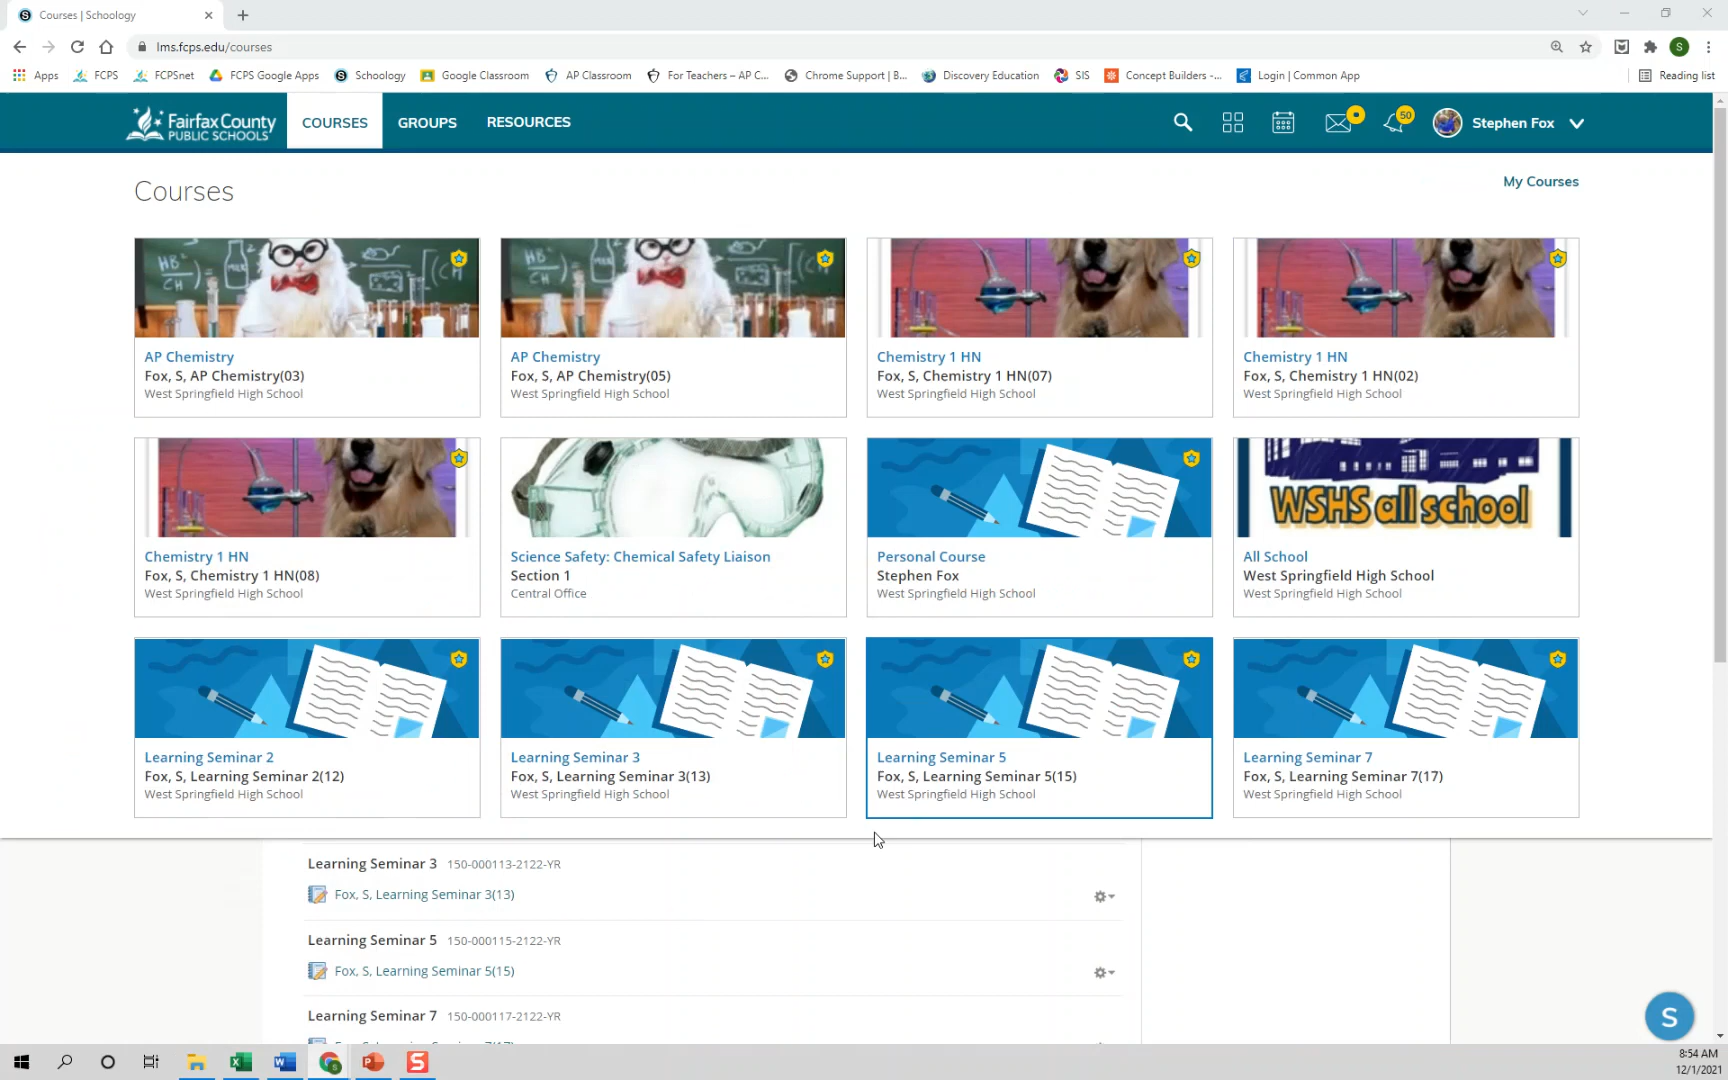 Courses | Schoology
lms.fcps.edu/courses
Apps FCPS FCPSnet FCPS Google Apps Schoology Google Classroom AP Classroom For Teachers – AP C... Chrome Support | B... Discovery Education SIS Concept Builders -... Login | Common App Reading list
Fairfax County
PUBLIC SCHOOLS
COURSES GROUPS RESOURCES
50
Stephen Fox
Courses
My Courses
AP Chemistry
Fox, S, AP Chemistry(03)
West Springfield High School
AP Chemistry
Fox, S, AP Chemistry(05)
West Springfield High School
Chemistry 1 HN
Fox, S, Chemistry 1 HN(07)
West Springfield High School
Chemistry 1 HN
Fox, S, Chemistry 1 HN(02)
West Springfield High School
Chemistry 1 HN
Fox, S, Chemistry 1 HN(08)
West Springfield High School
Science Safety: Chemical Safety Liaison
Section 1
Central Office
Personal Course
Stephen Fox
West Springfield High School
WSHS all school
All School
West Springfield High School
Learning Seminar 2
Fox, S, Learning Seminar 2(12)
West Springfield High School
Learning Seminar 3
Fox, S, Learning Seminar 3(13)
West Springfield High School
Learning Seminar 5
Fox, S, Learning Seminar 5(15)
West Springfield High School
Learning Seminar 7
Fox, S, Learning Seminar 7(17)
West Springfield High School
Learning Seminar 3 150-000113-2122-YR
Fox, S, Learning Seminar 3(13)
Learning Seminar 5 150-000115-2122-YR
Fox, S, Learning Seminar 5(15)
Learning Seminar 7 150-000117-2122-YR
S
8:54 AM
12/1/2021